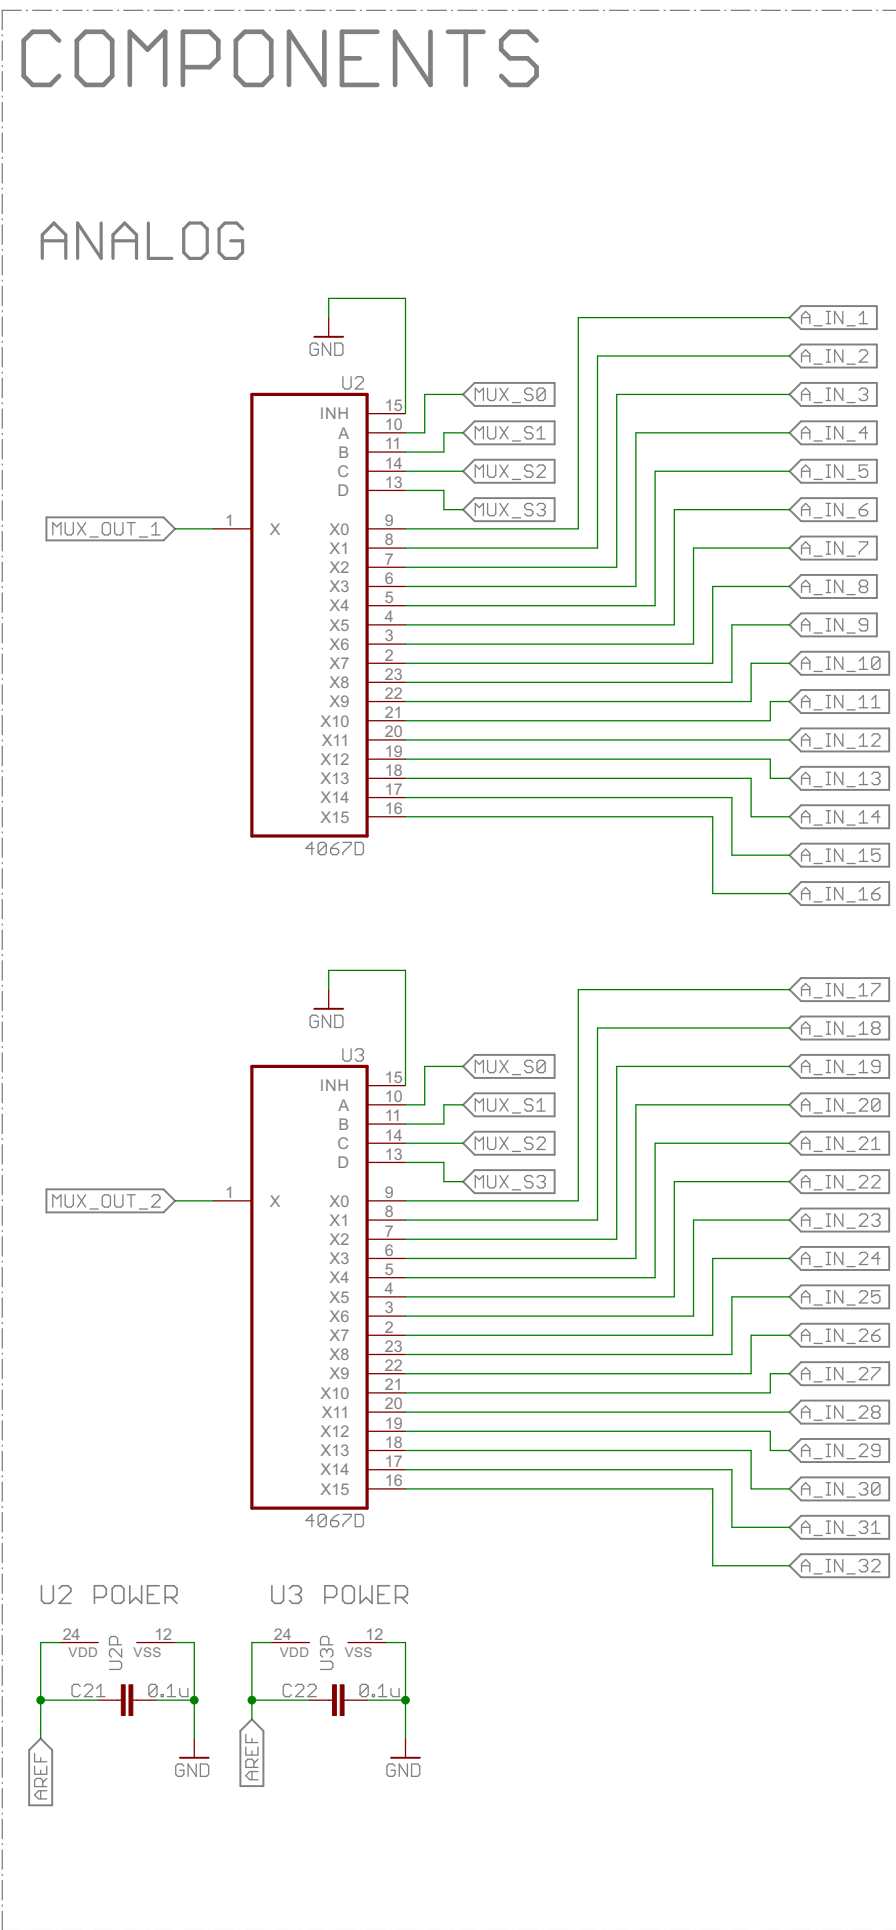 COMPONENTS
ANALOG
GND
U2
INH 15
A 10
B 11
C 14
D 13
MUX_S0
MUX_S1
MUX_S2
MUX_S3
MUX_OUT_1
1 X
X0 9
X1 8
X2 7
X3 6
X4 5
X5 4
X6 3
X7 2
X8 23
X9 22
X10 21
X11 20
X12 19
X13 18
X14 17
X15 16
4067D
A_IN_1
A_IN_2
A_IN_3
A_IN_4
A_IN_5
A_IN_6
A_IN_7
A_IN_8
A_IN_9
A_IN_10
A_IN_11
A_IN_12
A_IN_13
A_IN_14
A_IN_15
A_IN_16
GND
U3
INH 15
A 10
B 11
C 14
D 13
MUX_S0
MUX_S1
MUX_S2
MUX_S3
MUX_OUT_2
1 X
X0 9
X1 8
X2 7
X3 6
X4 5
X5 4
X6 3
X7 2
X8 23
X9 22
X10 21
X11 20
X12 19
X13 18
X14 17
X15 16
4067D
A_IN_17
A_IN_18
A_IN_19
A_IN_20
A_IN_21
A_IN_22
A_IN_23
A_IN_24
A_IN_25
A_IN_26
A_IN_27
A_IN_28
A_IN_29
A_IN_30
A_IN_31
A_IN_32
U2 POWER
24 12
VDD U2P VSS
C21 0.1u
AREF
GND
U3 POWER
24 12
VDD U3P VSS
C22 0.1u
AREF
GND